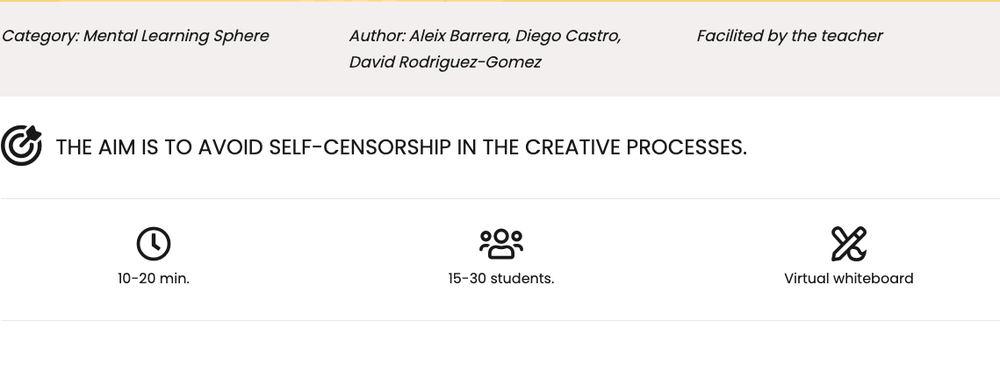 Category: Mental Learning Sphere
Author: Aleix Barrera, Diego Castro,
David Rodriguez-Gomez
Facilited by the teacher
THE AIM IS TO AVOID SELF-CENSORSHIP IN THE CREATIVE PROCESSES.
10-20 min.
15-30 students.
Virtual whiteboard